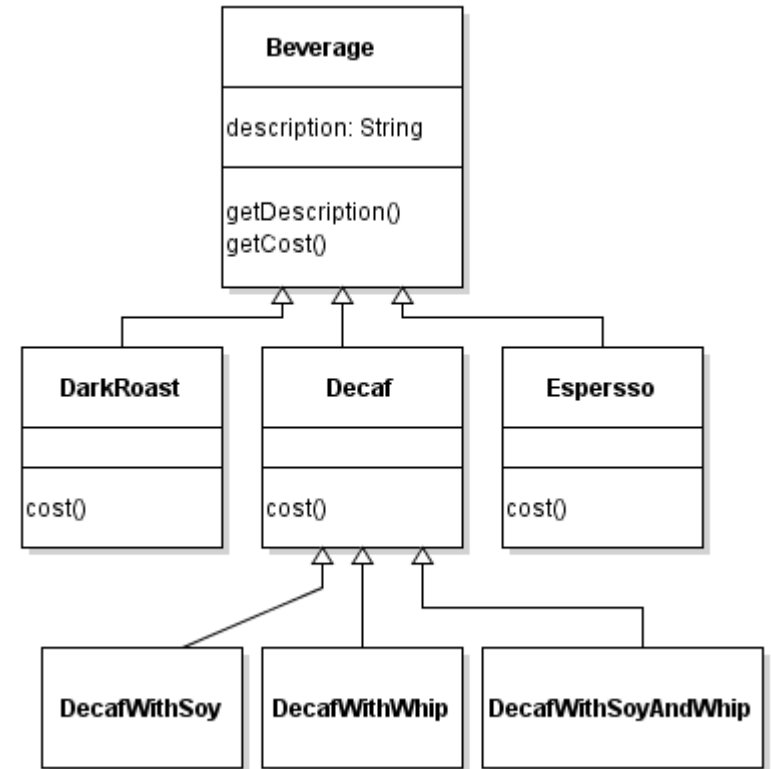 Beverage
description: String
getDescription()
getCost()
DarkRoast
cost()
Decaf
cost()
Espersso
cost()
DecafWithSoy
DecafWithWhip
DecafWithSoyAndWhip